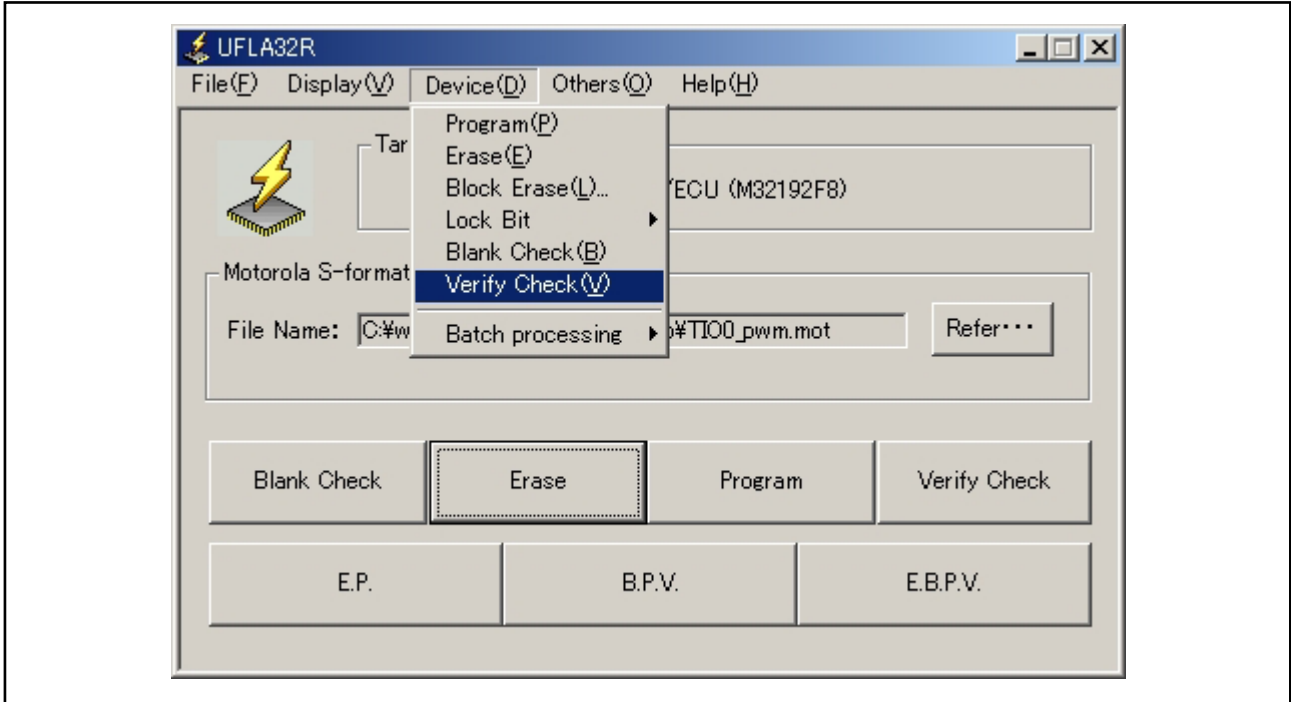 UFLA32R
File(F) Display(V) Device(D) Others(O) Help(H)
Program(P)
Erase(E)
Block Erase(L)...
Lock Bit
Blank Check(B)
Verify Check(V)
Batch processing
Tar
/ECU (M32192F8)
Motorola S-format
File Name: C:¥w ¥TIO0_pwm.mot Refer···
Blank Check Erase Program Verify Check
E.P. B.P.V. E.B.P.V.